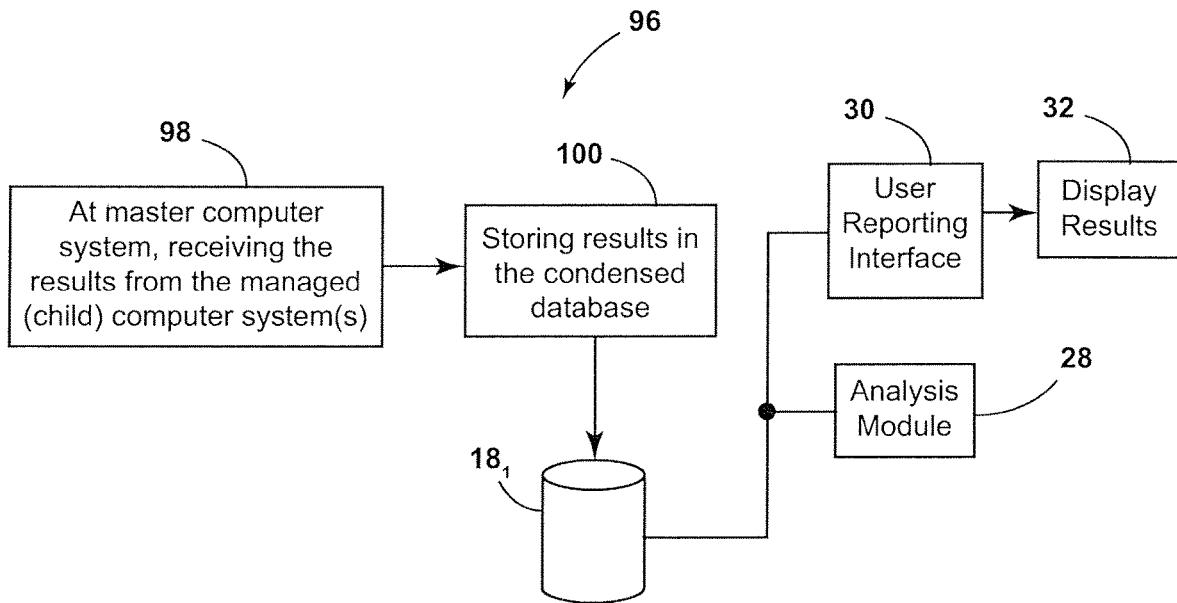 96
98
At master computer
system, receiving the
results from the managed
(child) computer system(s)
100
Storing results in
the condensed
database
18₁
30
User
Reporting
Interface
32
Display
Results
Analysis
Module
28